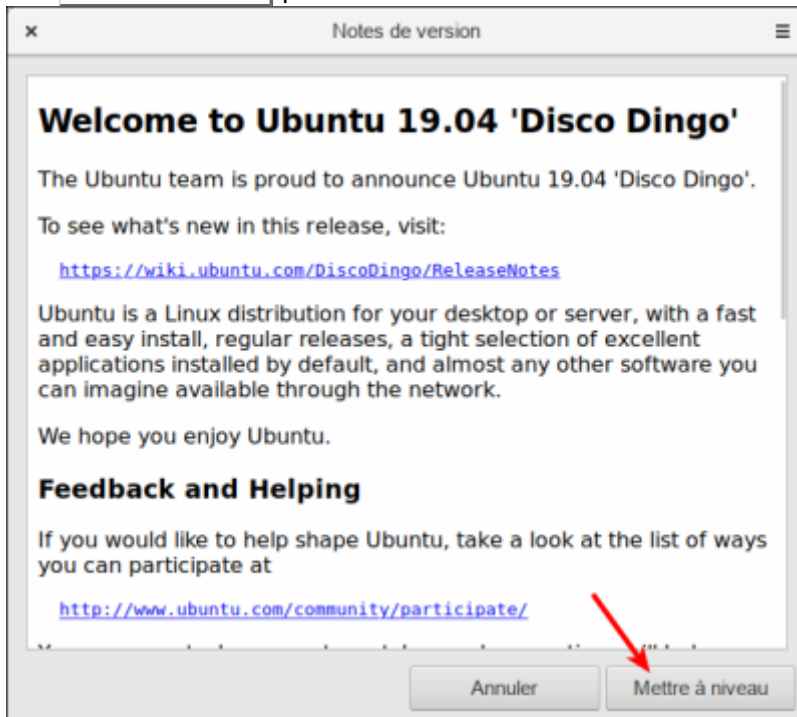 Notes de version
Welcome to Ubuntu 19.04 'Disco Dingo'
The Ubuntu team is proud to announce Ubuntu 19.04 'Disco Dingo'.
To see what's new in this release, visit:
https://wiki.ubuntu.com/DiscoDingo/ReleaseNotes
Ubuntu is a Linux distribution for your desktop or server, with a fast
and easy install, regular releases, a tight selection of excellent
applications installed by default, and almost any other software you
can imagine available through the network.
We hope you enjoy Ubuntu.
Feedback and Helping
If you would like to help shape Ubuntu, take a look at the list of ways
you can participate at
http://www.ubuntu.com/community/participate/
Annuler Mettre à niveau